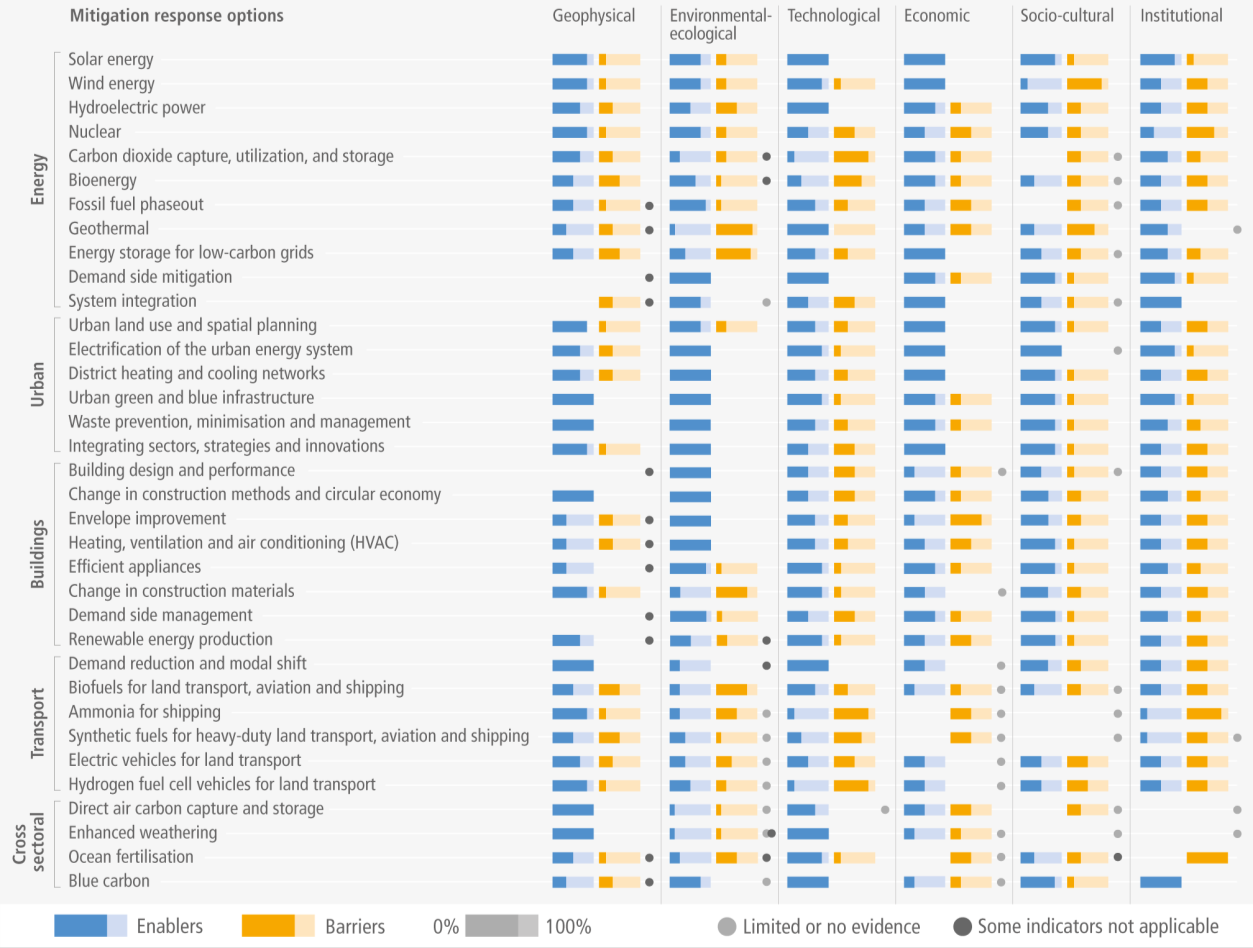 Mitigation response options
Geophysical
Environmental-
ecological
Technological
Economic
Socio-cultural
Institutional
Energy
Solar energy
Wind energy
Hydroelectric power
Nuclear
Carbon dioxide capture, utilization, and storage
Bioenergy
Fossil fuel phaseout
Geothermal
Energy storage for low-carbon grids
Demand side mitigation
System integration
Urban
Urban land use and spatial planning
Electrification of the urban energy system
District heating and cooling networks
Urban green and blue infrastructure
Waste prevention, minimisation and management
Integrating sectors, strategies and innovations
Buildings
Building design and performance
Change in construction methods and circular economy
Envelope improvement
Heating, ventilation and air conditioning (HVAC)
Efficient appliances
Change in construction materials
Demand side management
Renewable energy production
Transport
Demand reduction and modal shift
Biofuels for land transport, aviation and shipping
Ammonia for shipping
Synthetic fuels for heavy-duty land transport, aviation and shipping
Electric vehicles for land transport
Hydrogen fuel cell vehicles for land transport
Cross
sectoral
Direct air carbon capture and storage
Enhanced weathering
Ocean fertilisation
Blue carbon
Enablers
Barriers
0%
100%
Limited or no evidence
Some indicators not applicable